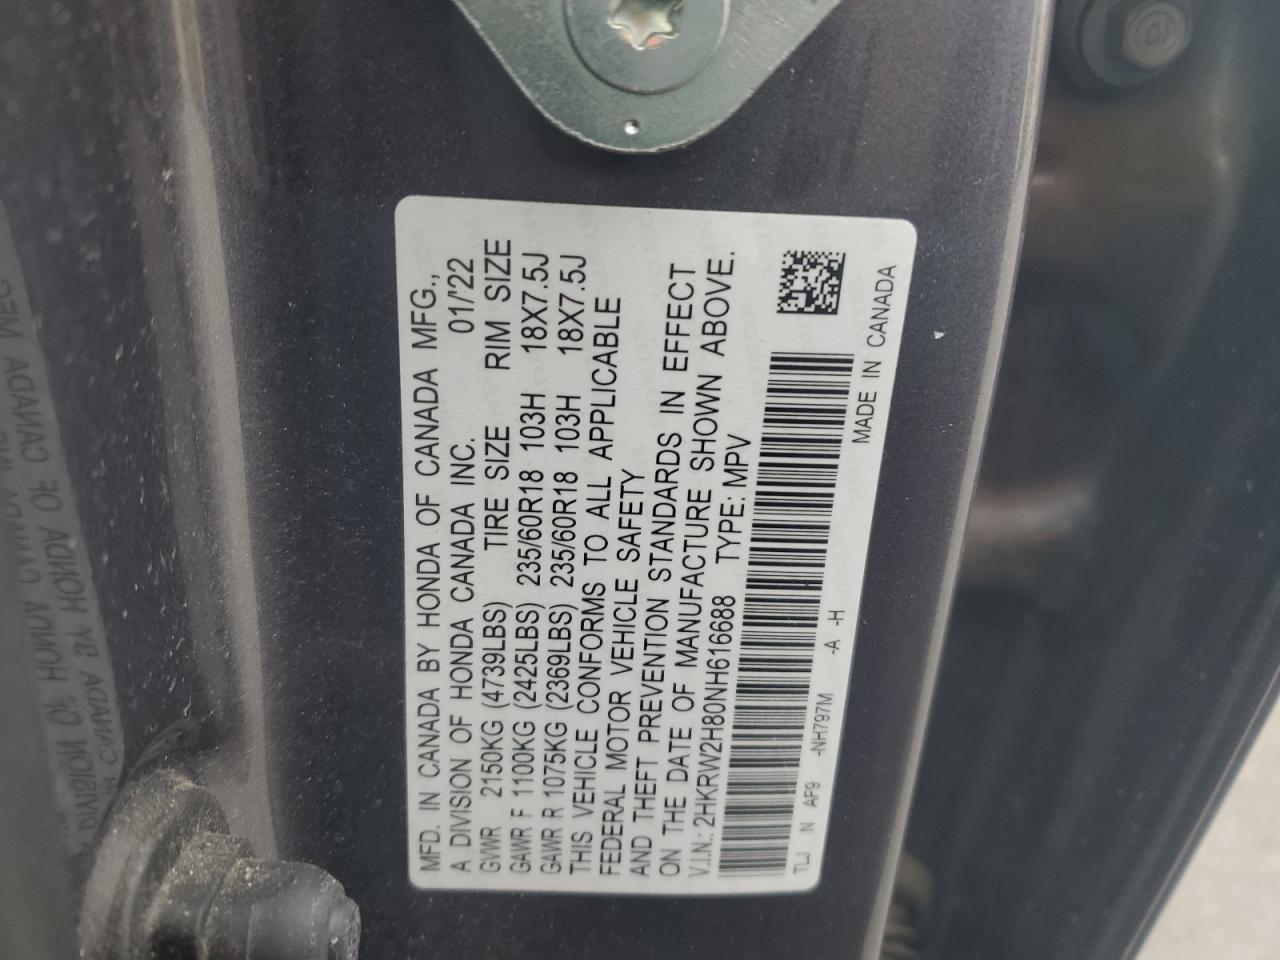 MFD. IN CANADA BY HONDA OF CANADA MFG.,
A DIVISION OF HONDA CANADA INC. 01/'22
GVWR 2150KG (4739LBS) TIRE SIZE RIM SIZE
GAWR F 1100KG (2425LBS) 235/60R18 103H 18X7.5J
GAWR R 1075KG (2369LBS) 235/60R18 103H 18X7.5J
THIS VEHICLE CONFORMS TO ALL APPLICABLE
FEDERAL MOTOR VEHICLE SAFETY
AND THEFT PREVENTION STANDARDS IN EFFECT
ON THE DATE OF MANUFACTURE SHOWN ABOVE.
V.I.N.: 2HKRW2H80NH616688 TYPE: MPV
TLJ N AF9 -NH797M -A -H
MADE IN CANADA